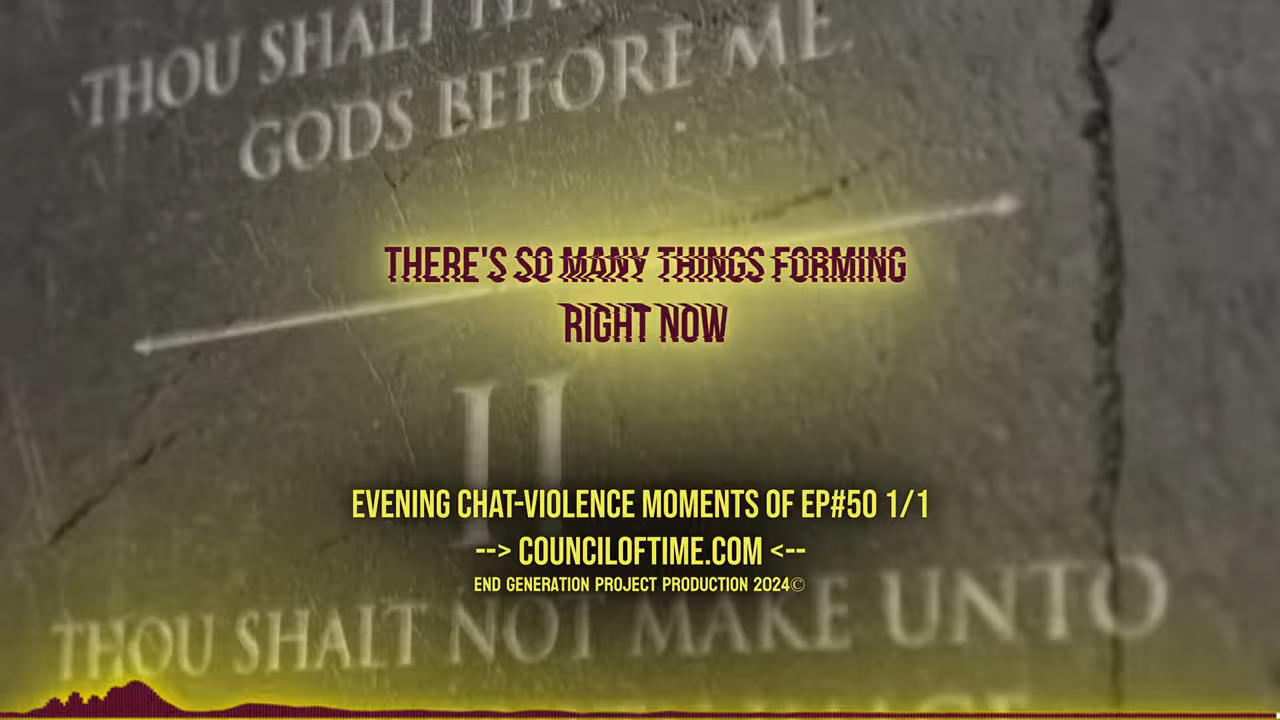 THOU SHALT
GODS BEFORE ME.
THERE'S SO MANY THINGS FORMING
RIGHT NOW
II
EVENING CHAT-VIOLENCE MOMENTS OF EP#50 1/1
--> COUNCILOFTIME.COM <--
END GENERATION PROJECT PRODUCTION 2024©
THOU SHALT NOT MAKE UNTO